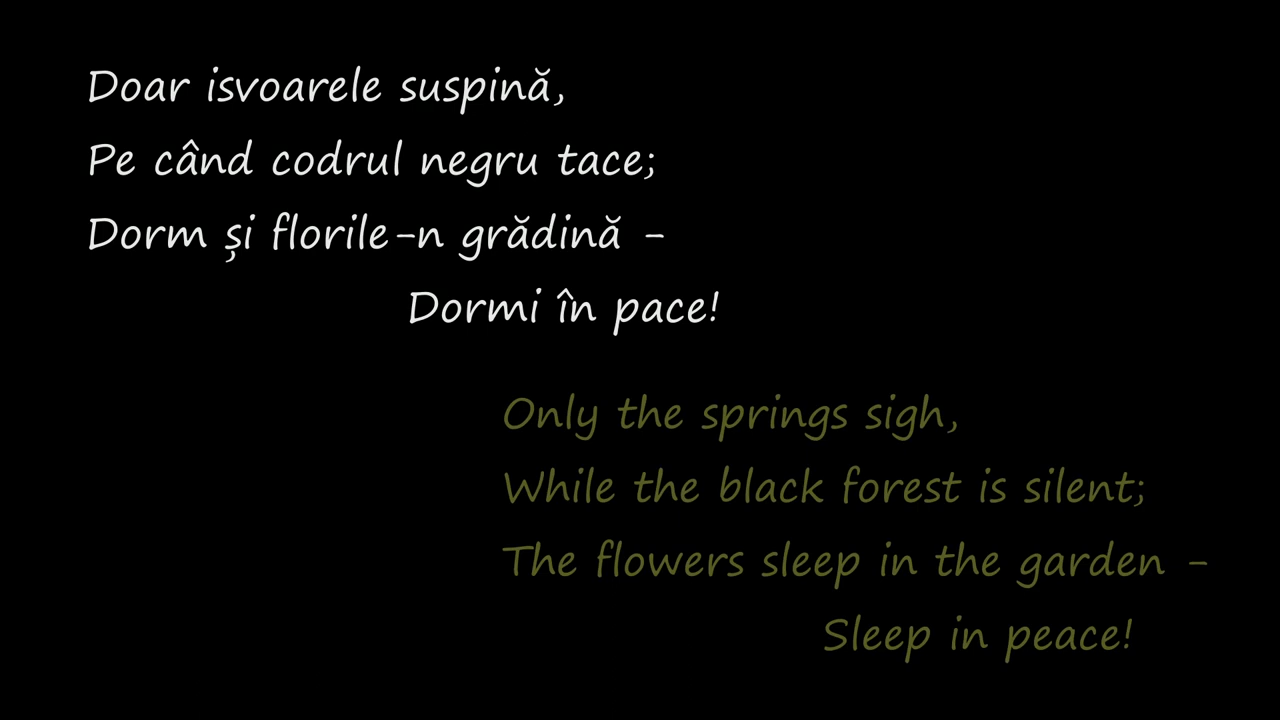 Doar isvoarele suspină,
Pe când codrul negru tace;
Dorm și florile-n grădină -
Dormi în pace!
Only the springs sigh,
While the black forest is silent;
The flowers sleep in the garden -
Sleep in peace!